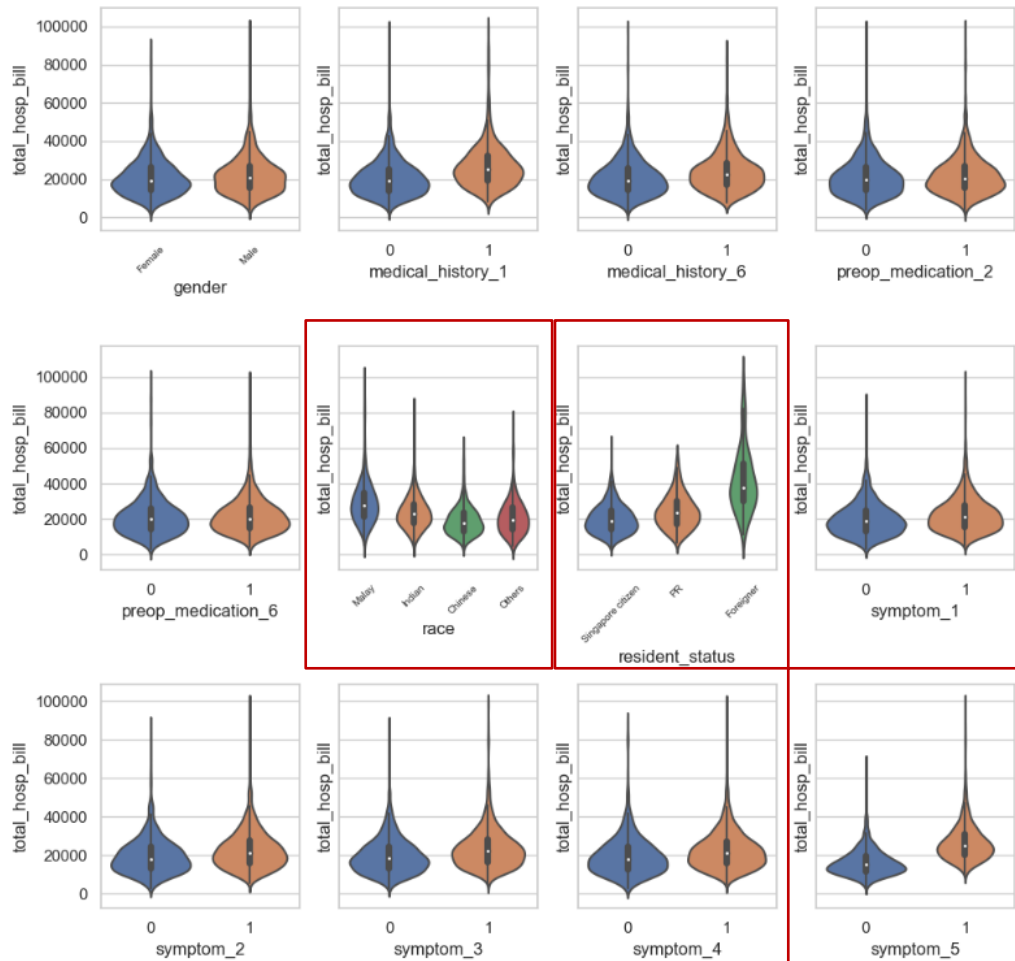 100000
80000
60000
40000
20000
0
total_hosp_bill
Female
Male
gender
total_hosp_bill
0
1
medical_history_1
total_hosp_bill
0
1
medical_history_6
total_hosp_bill
0
1
preop_medication_2
100000
80000
60000
40000
20000
0
total_hosp_bill
0
1
preop_medication_6
total_hosp_bill
Malay
Indian
Chinese
Others
race
total_hosp_bill
Singapore citizen
PR
Foreigner
resident_status
total_hosp_bill
0
1
symptom_1
100000
80000
60000
40000
20000
0
total_hosp_bill
0
1
symptom_2
total_hosp_bill
0
1
symptom_3
total_hosp_bill
0
1
symptom_4
total_hosp_bill
0
1
symptom_5